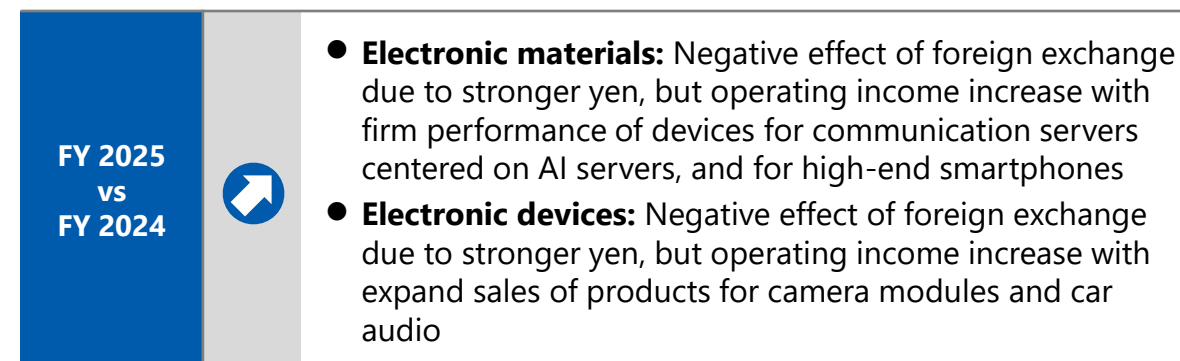 FY 2025
vs
FY 2024
● Electronic materials: Negative effect of foreign exchange
due to stronger yen, but operating income increase with
firm performance of devices for communication servers
centered on AI servers, and for high-end smartphones
● Electronic devices: Negative effect of foreign exchange
due to stronger yen, but operating income increase with
expand sales of products for camera modules and car
audio